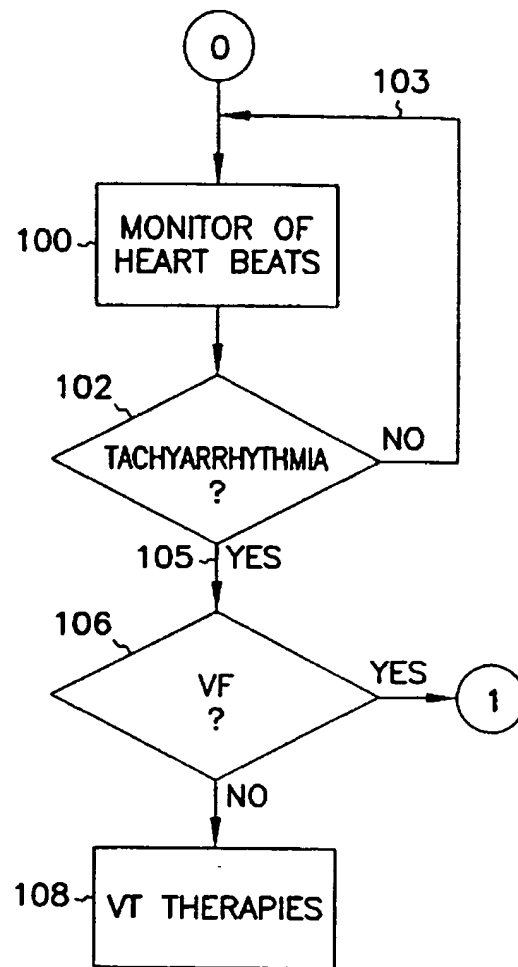 0
103
100
MONITOR OF
HEART BEATS
102
TACHYARRHYTHMIA
?
NO
105
YES
106
VF
?
YES
1
NO
108
VT THERAPIES